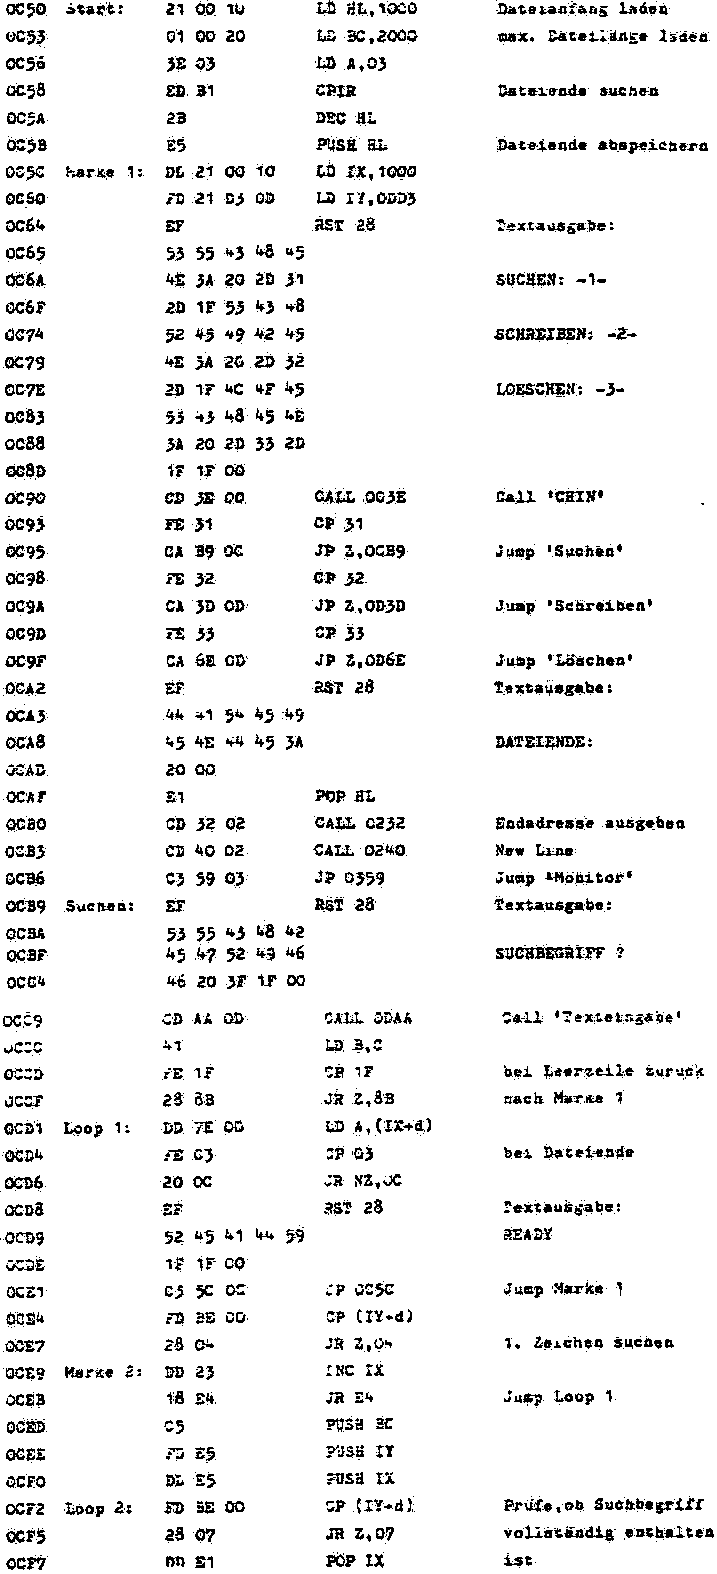 0C50 Start: 21 00 10 LD HL,1000 Dateianfang laden
0C53 01 00 20 LD BC,2000 max. Dateilänge laden
0C56 3E 03 LD A,03
0C58 ED B1 CPIR Dateiende suchen
0C5A 2B DEC HL
0C5B E5 PUSH HL Dateiende abspeichern
0C5C Marke 1: DD 21 00 10 LD IX,1000
0C60 FD 21 D3 0D LD IY,0DD3
0C64 EF RST 28 Textausgabe:
0C65 53 55 43 48 45
0C6A 4E 3A 20 2D 31 SUCHEN: -1-
0C6F 2D 1F 53 43 48
0C74 52 45 49 42 45 SCHREIBEN: -2-
0C79 4E 3A 20 2D 32
0C7E 2D 1F 4C 4F 45 LOESCHEN: -3-
0C83 53 43 48 45 4E
0C88 3A 20 2D 33 2D
0C8D 1F 1F 00
0C90 CD 3E 00 CALL 003E Call 'CHIN'
0C93 FE 31 CP 31
0C95 CA B9 0C JP Z,0CB9 Jump 'Suchen'
0C98 FE 32 CP 32
0C9A CA 3D 0D JP Z,0D3D Jump 'Schreiben'
0C9D FE 33 CP 33
0C9F CA 6E 0D JP Z,0D6E Jump 'Löschen'
0CA2 EF RST 28 Textausgabe:
0CA3 44 41 54 45 49
0CA8 45 4E 44 45 3A DATEIENDE:
0CAD 20 00
0CAF E1 POP HL
0CB0 CD 32 02 CALL 0232 Endadresse ausgeben
0CB3 CD 40 02 CALL 0240 New Line
0CB6 C3 59 03 JP 0359 Jump 'Monitor'
0CB9 Suchen: EF RST 28 Textausgabe:
0CBA 53 55 43 48 42
0CBF 45 47 52 49 46 SUCHBEGRIFF ?
0CC4 46 20 3F 1F 00
0CC9 CD AA 0D CALL 0DAA Call 'Texteingabe'
0CCC 41 LD B,C
0CCD FE 1F CP 1F bei Leerzeile zurück
0CCF 28 8B JR Z,8B nach Marke 1
0CD1 Loop 1: DD 7E 00 LD A,(IX+d)
0CD4 FE 03 CP 03 bei Dateiende
0CD6 20 0C JR NZ,0C
0CD8 EF RST 28 Textausgabe:
0CD9 52 45 41 44 59 READY
0CDE 1F 1F 00
0CE1 C3 5C 0C JP 0C5C Jump Marke 1
0CE4 FD BE 00 CP (IY+d)
0CE7 28 04 JR Z,04 1. Zeichen suchen
0CE9 Marke 2: DD 23 INC IX
0CEB 18 E4 JR E4 Jump Loop 1
0CED C5 PUSH BC
0CEE FD E5 PUSH IY
0CF0 DD E5 PUSH IX
0CF2 Loop 2: FD BE 00 CP (IY+d) Prüfe,ob Suchbegriff
0CF5 28 07 JR Z,07 vollständig enthalten
0CF7 DD E1 POP IX ist